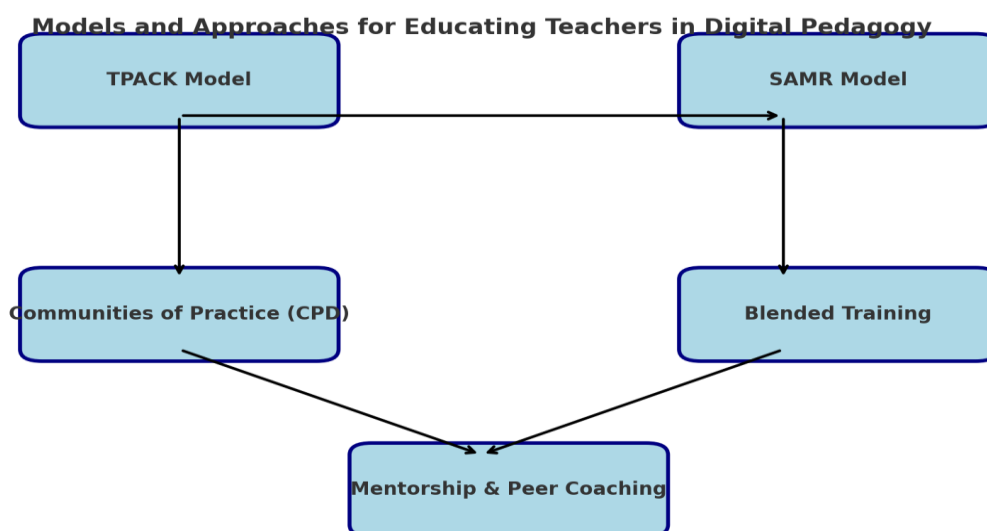 Models and Approaches for Educating Teachers in Digital Pedagogy
TPACK Model
SAMR Model
Communities of Practice (CPD)
Blended Training
Mentorship & Peer Coaching